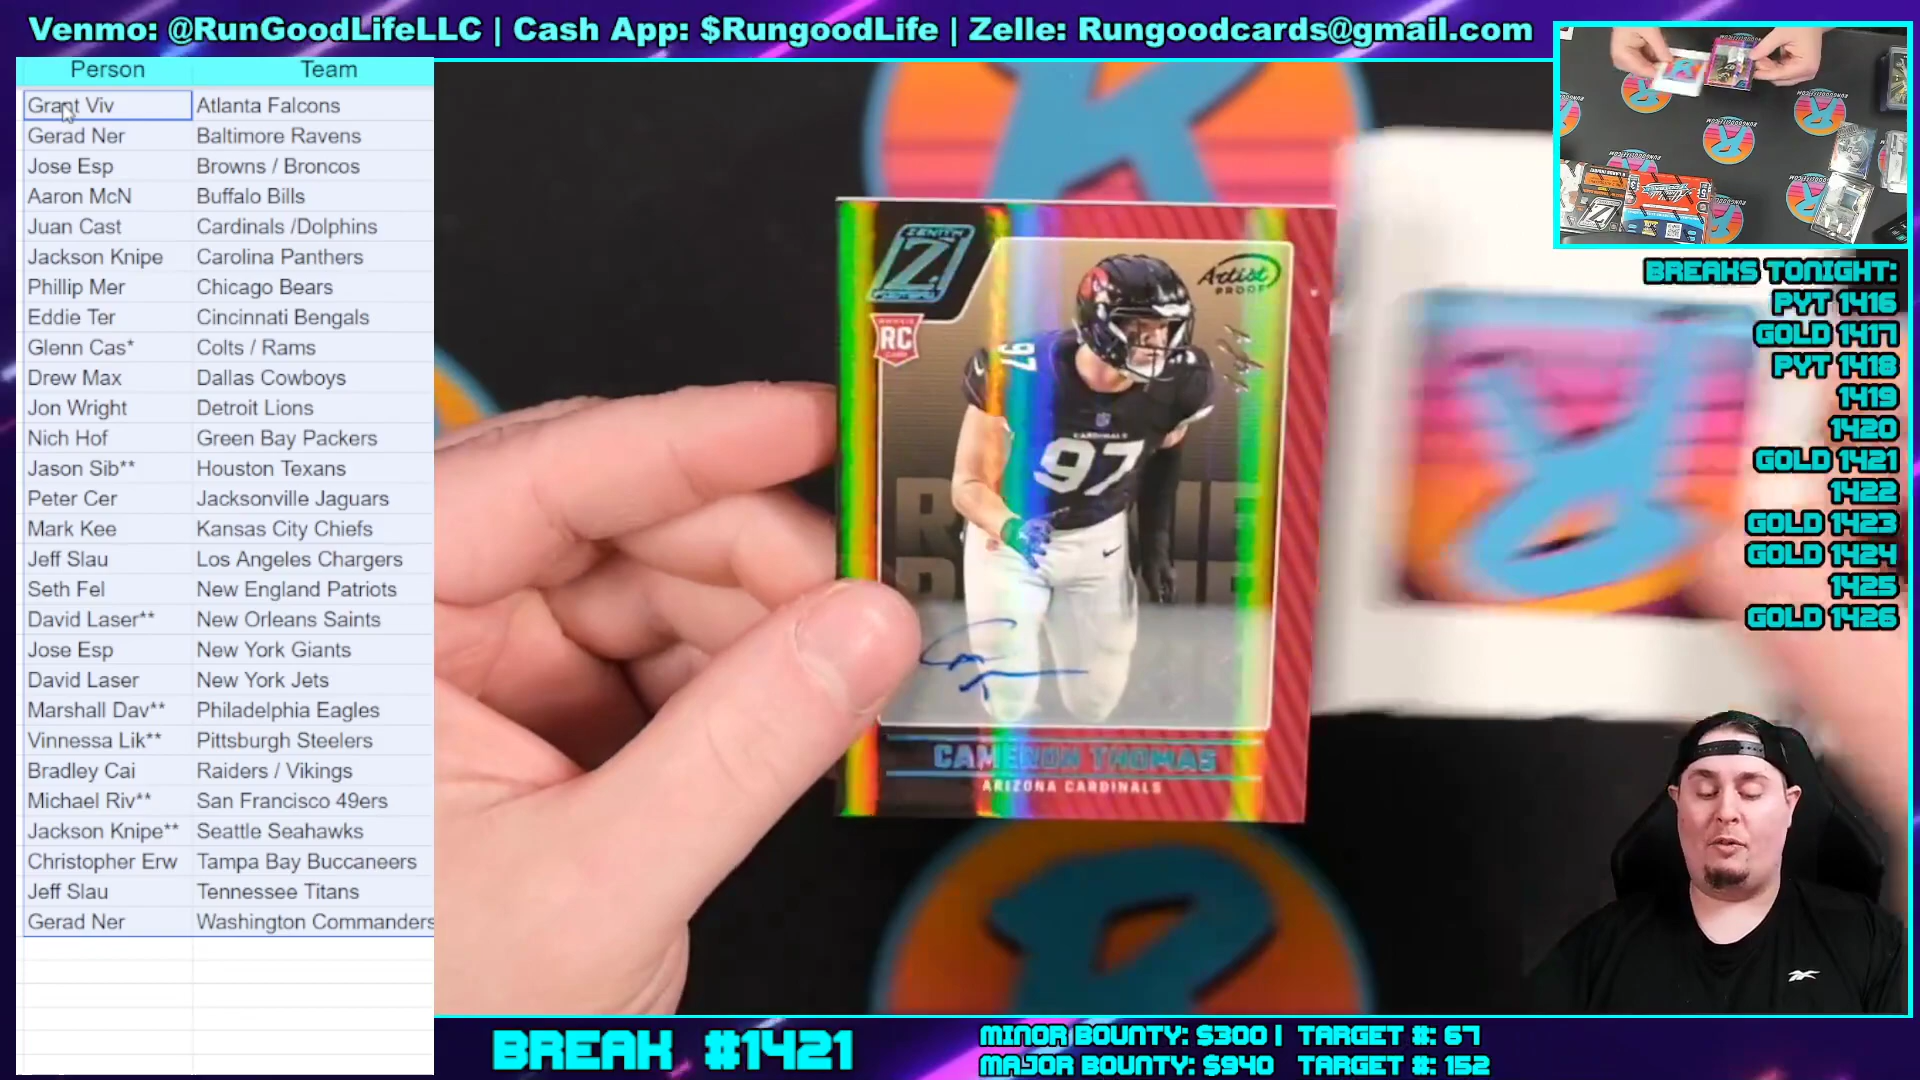 Venmo: @RunGoodLifeLLC | Cash App: $RungoodLife | Zelle: Rungoodcards@gmail.com
Person Team
Grant Viv Atlanta Falcons
Gerad Ner Baltimore Ravens
Jose Esp Browns / Broncos
Aaron McN Buffalo Bills
Juan Cast Cardinals /Dolphins
Jackson Knipe Carolina Panthers
Phillip Mer Chicago Bears
Eddie Ter Cincinnati Bengals
Glenn Cas* Colts / Rams
Drew Max Dallas Cowboys
Jon Wright Detroit Lions
Nich Hof Green Bay Packers
Jason Sib** Houston Texans
Peter Cer Jacksonville Jaguars
Mark Kee Kansas City Chiefs
Jeff Slau Los Angeles Chargers
Seth Fel New England Patriots
David Laser** New Orleans Saints
Jose Esp New York Giants
David Laser New York Jets
Marshall Dav** Philadelphia Eagles
Vinnessa Lik** Pittsburgh Steelers
Bradley Cai Raiders / Vikings
Michael Riv** San Francisco 49ers
Jackson Knipe** Seattle Seahawks
Christopher Erw Tampa Bay Buccaneers
Jeff Slau Tennessee Titans
Gerad Ner Washington Commanders
ZENITH
Z
Artist
PROOF
RC
97
CARDINALS
97
CAMERON THOMAS
ARIZONA CARDINALS
BREAKS TONIGHT:
PYT 1416
GOLD 1417
PYT 1418
1419
1420
GOLD 1421
1422
GOLD 1423
GOLD 1424
1425
GOLD 1426
BREAK #1421
MINOR BOUNTY: $300 | TARGET #: 67
MAJOR BOUNTY: $940 TARGET #: 152